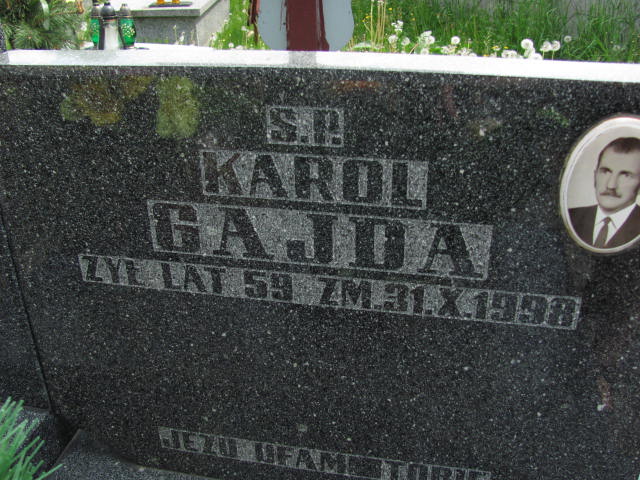 S.P.
KAROL
GAJDA
ŻYŁ LAT 59 ZM.31.X.1998
JEZU UFAM TOBIE